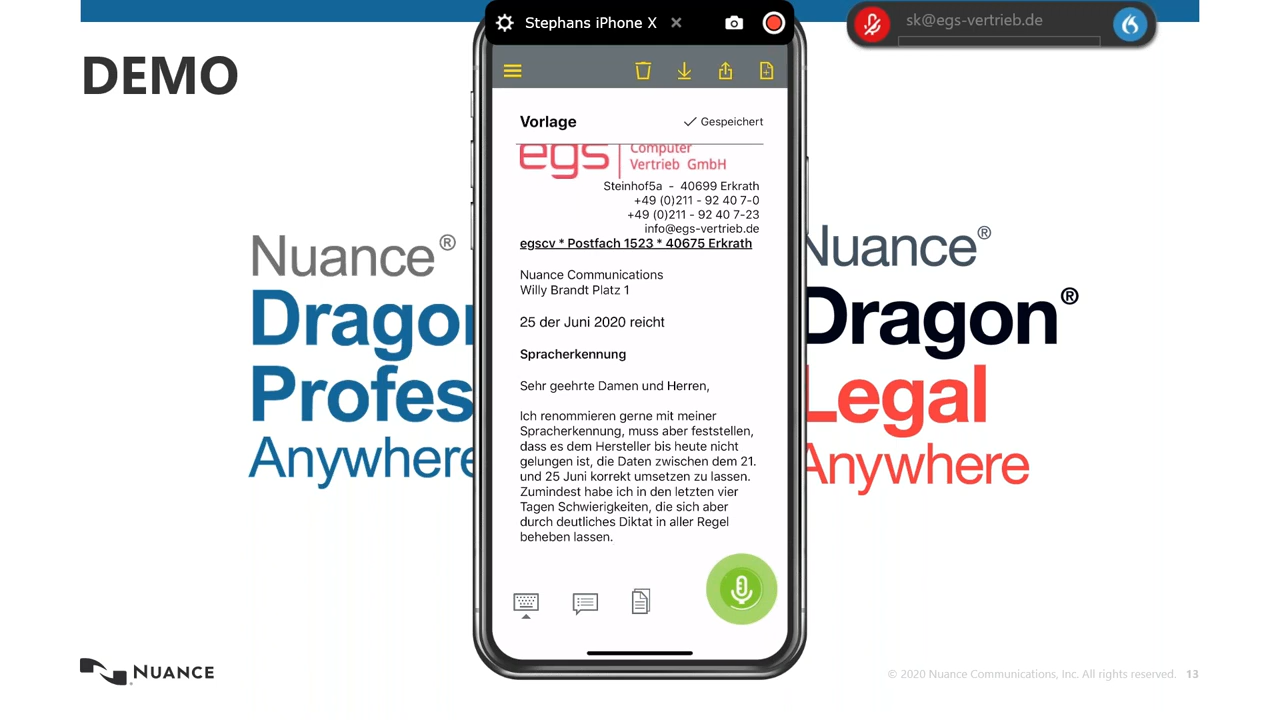 Stephans iPhone X
sk@egs-vertrieb.de
DEMO
Vorlage
Gespeichert
egs Computer
Vertrieb GmbH
Steinhof5a - 40699 Erkrath
+49 (0)211 - 92 40 7-0
+49 (0)211 - 92 40 7-23
info@egs-vertrieb.de
egscv * Postfach 1523 * 40675 Erkrath
Nuance Communications
Willy Brandt Platz 1
25 der Juni 2020 reicht
Spracherkennung
Sehr geehrte Damen und Herren,
Ich renommieren gerne mit meiner
Spracherkennung, muss aber feststellen,
dass es dem Hersteller bis heute nicht
gelungen ist, die Daten zwischen dem 21.
und 25 Juni korrekt umsetzen zu lassen.
Zumindest habe ich in den letzten vier
Tagen Schwierigkeiten, die sich aber
durch deutliches Diktat in aller Regel
beheben lassen.
Nuance®
Dragon
Profes
Anywhere
Nuance®
Dragon®
Legal
Anywhere
NUANCE
© 2020 Nuance Communications, Inc. All rights reserved. 13